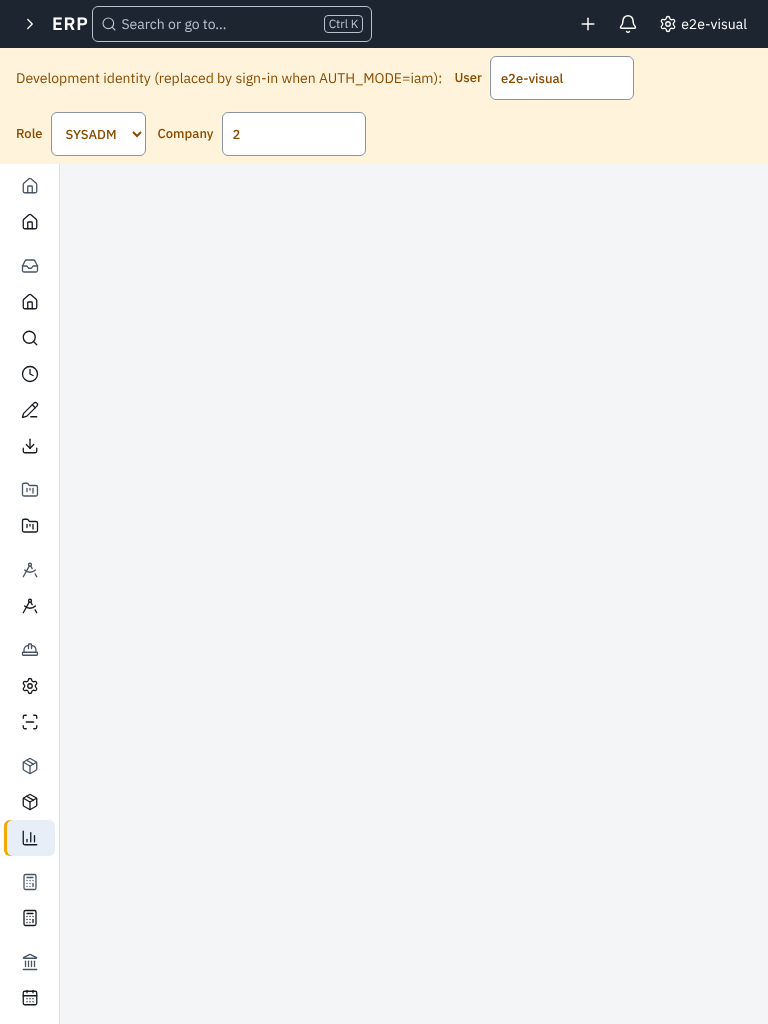 ERP Search or go to... Ctrl K e2e-visual
Development identity (replaced by sign-in when AUTH_MODE=iam): User e2e-visual
Role SYSADM Company 2